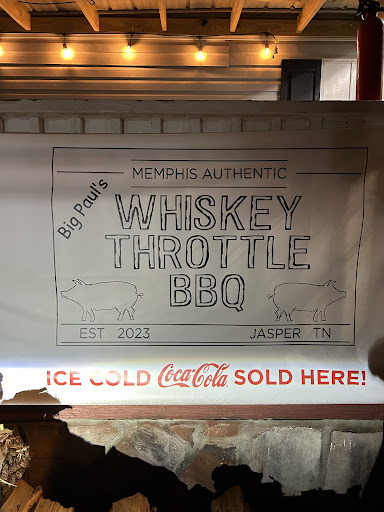 Big Paul's
MEMPHIS AUTHENTIC
WHISKEY
THROTTLE
BBQ
EST 2023 JASPER TN
ICE COLD Coca-Cola SOLD HERE!